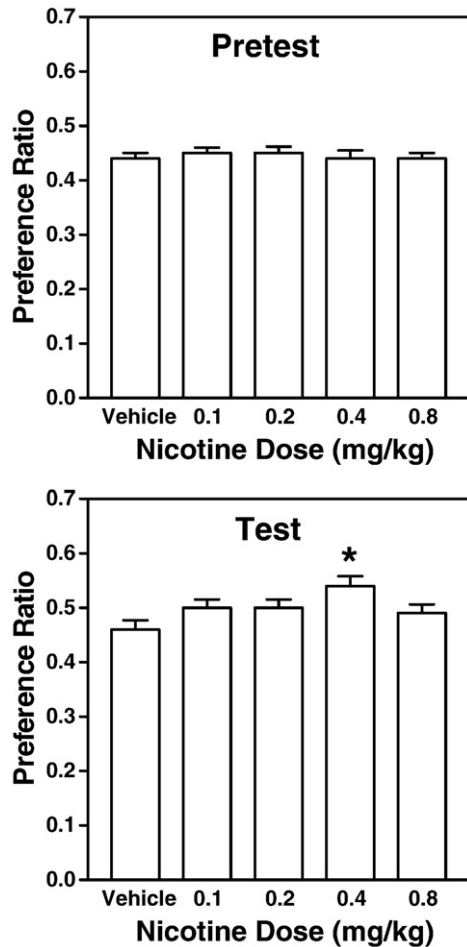 Pretest
Preference Ratio
0.7
0.6
0.5
0.4
0.3
0.2
0.1
0.0
Vehicle 0.1 0.2 0.4 0.8
Nicotine Dose (mg/kg)
Test
*
Preference Ratio
0.7
0.6
0.5
0.4
0.3
0.2
0.1
0.0
Vehicle 0.1 0.2 0.4 0.8
Nicotine Dose (mg/kg)